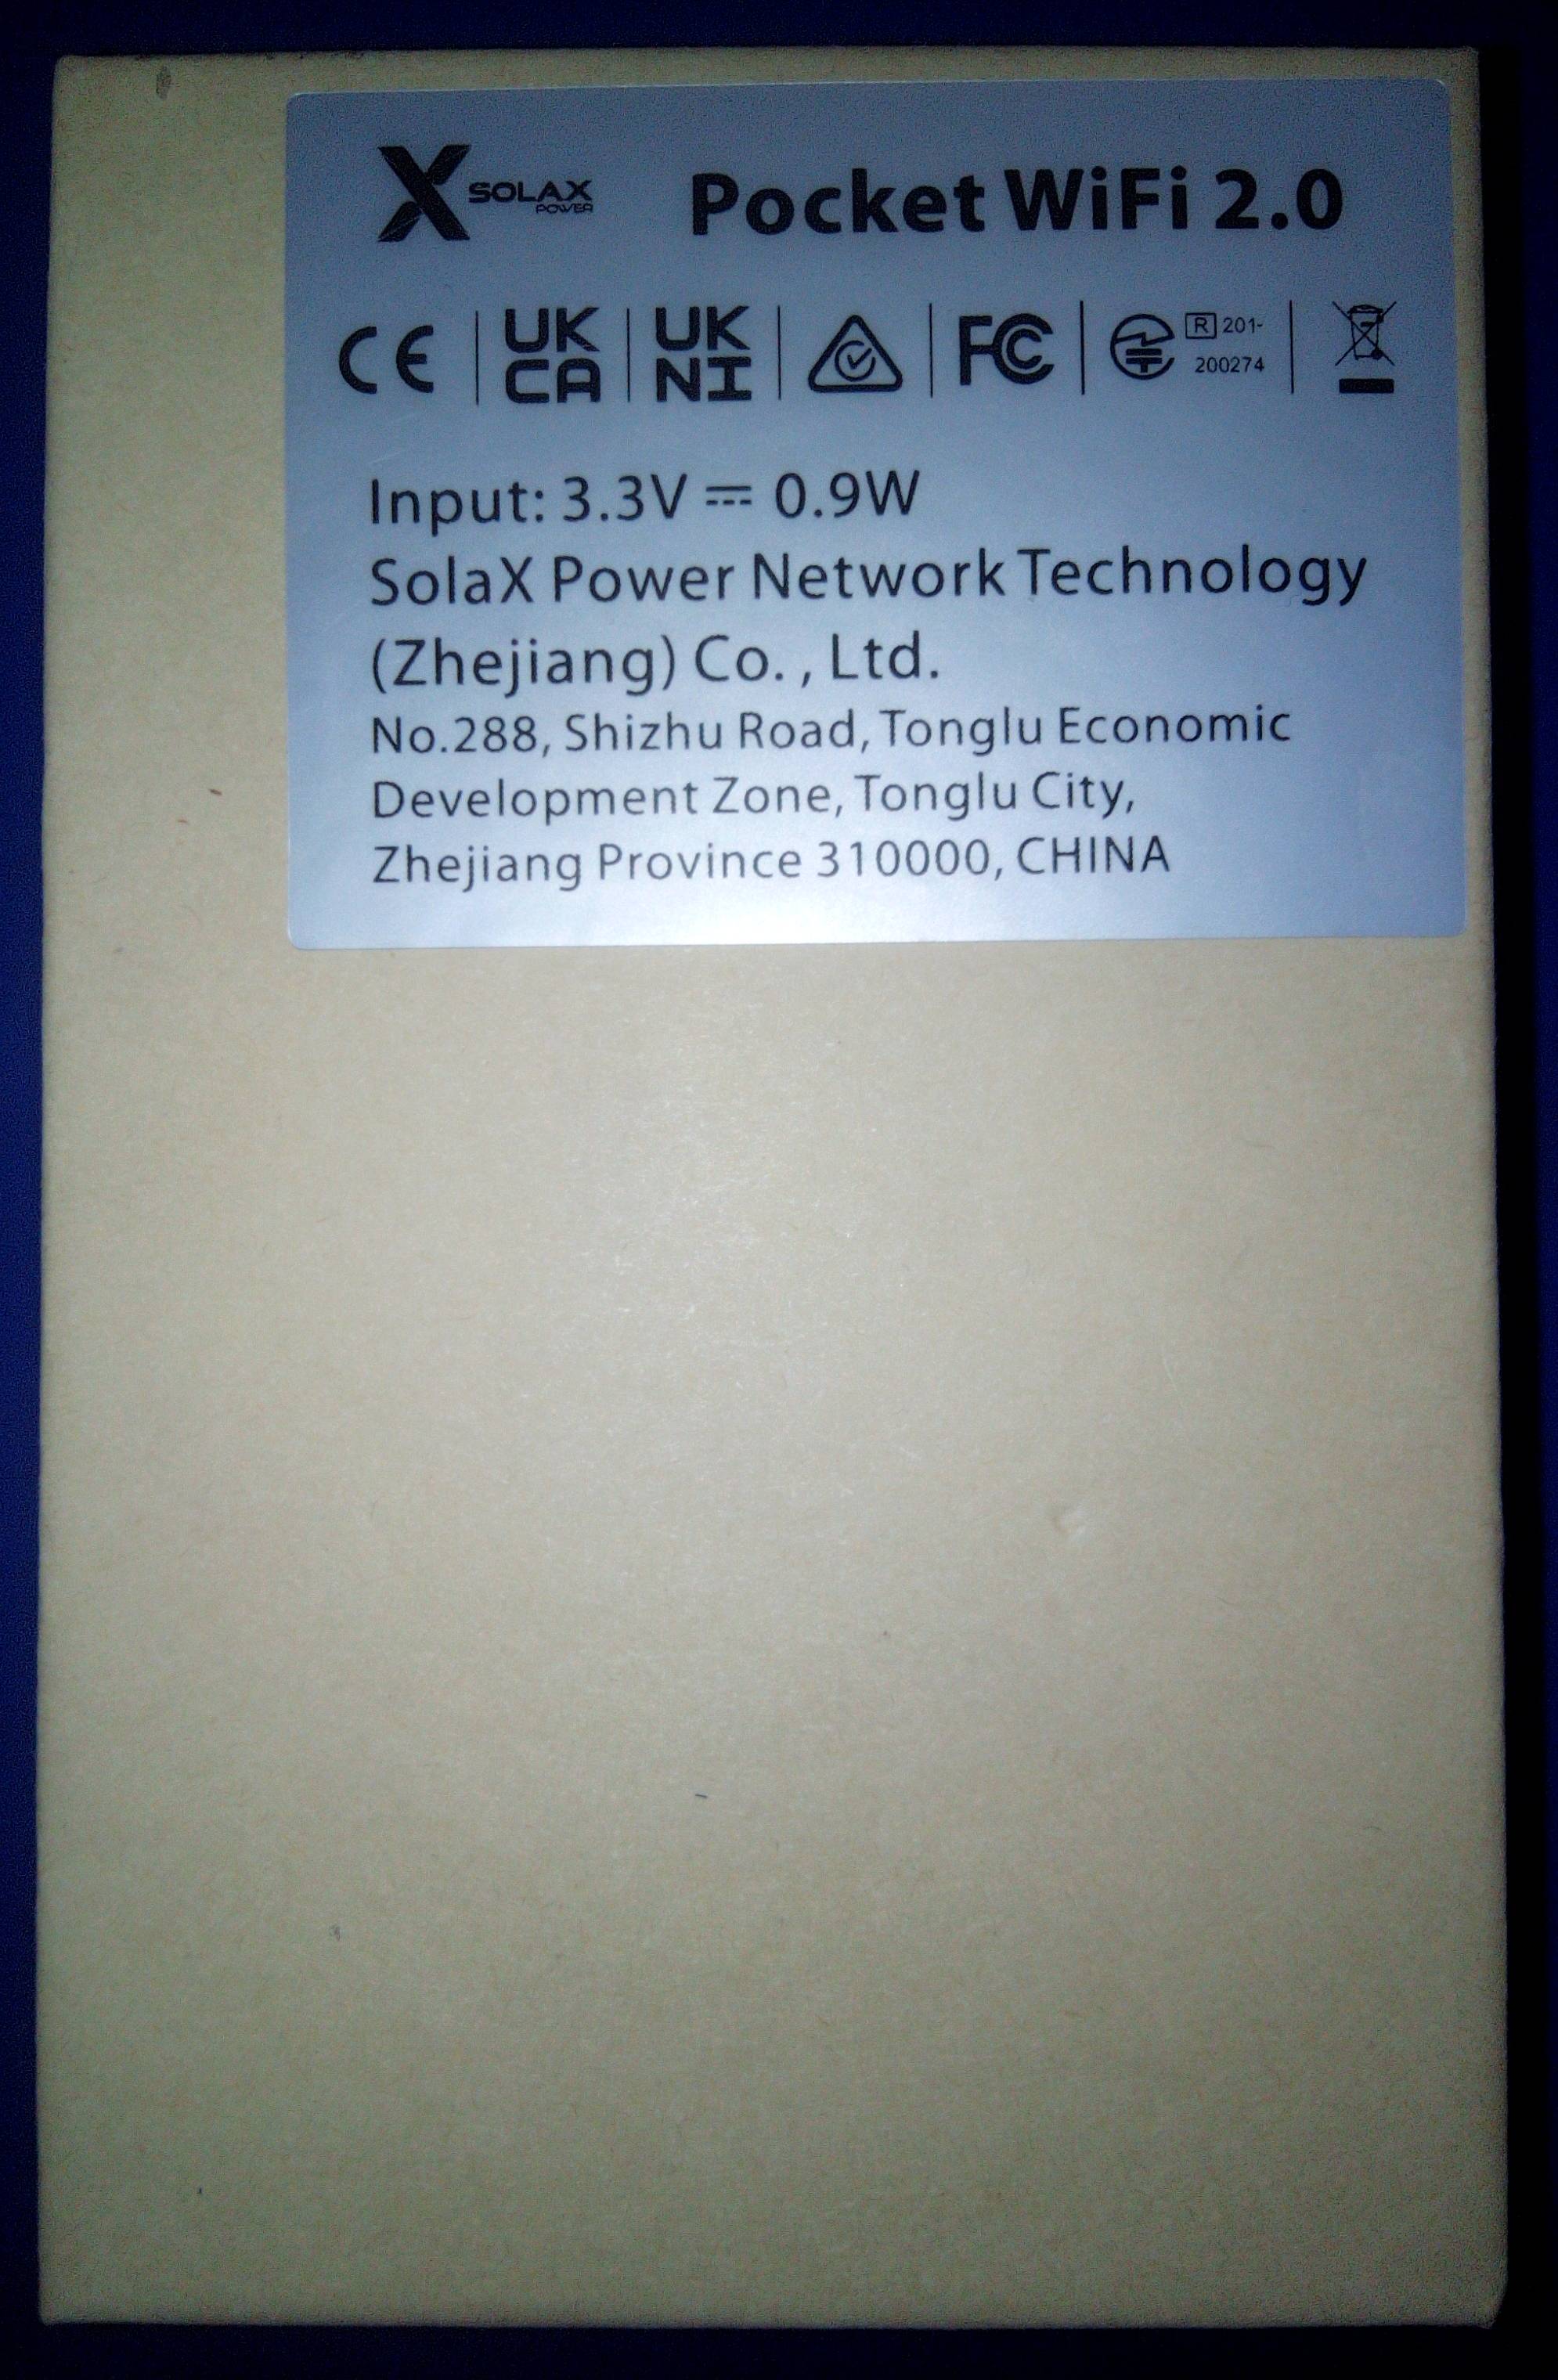 X SOLAX POWER Pocket WiFi 2.0
CE UK CA UK NI FC R 201-200274
Input: 3.3V ⎓ 0.9W
SolaX Power Network Technology
(Zhejiang) Co., Ltd.
No.288, Shizhu Road, Tonglu Economic
Development Zone, Tonglu City,
Zhejiang Province 310000, CHINA